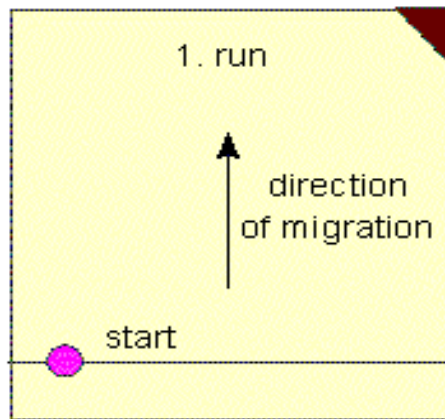 1. run
direction
of migration
start